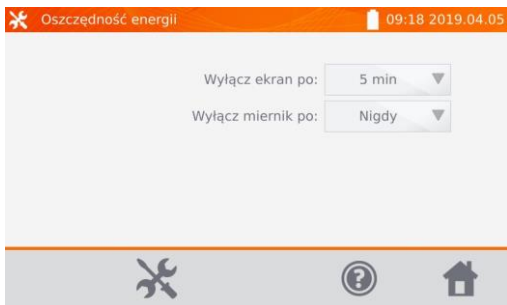 Oszczędność energii 09:18 2019.04.05
Wyłącz ekran po: 5 min
Wyłącz miernik po: Nigdy